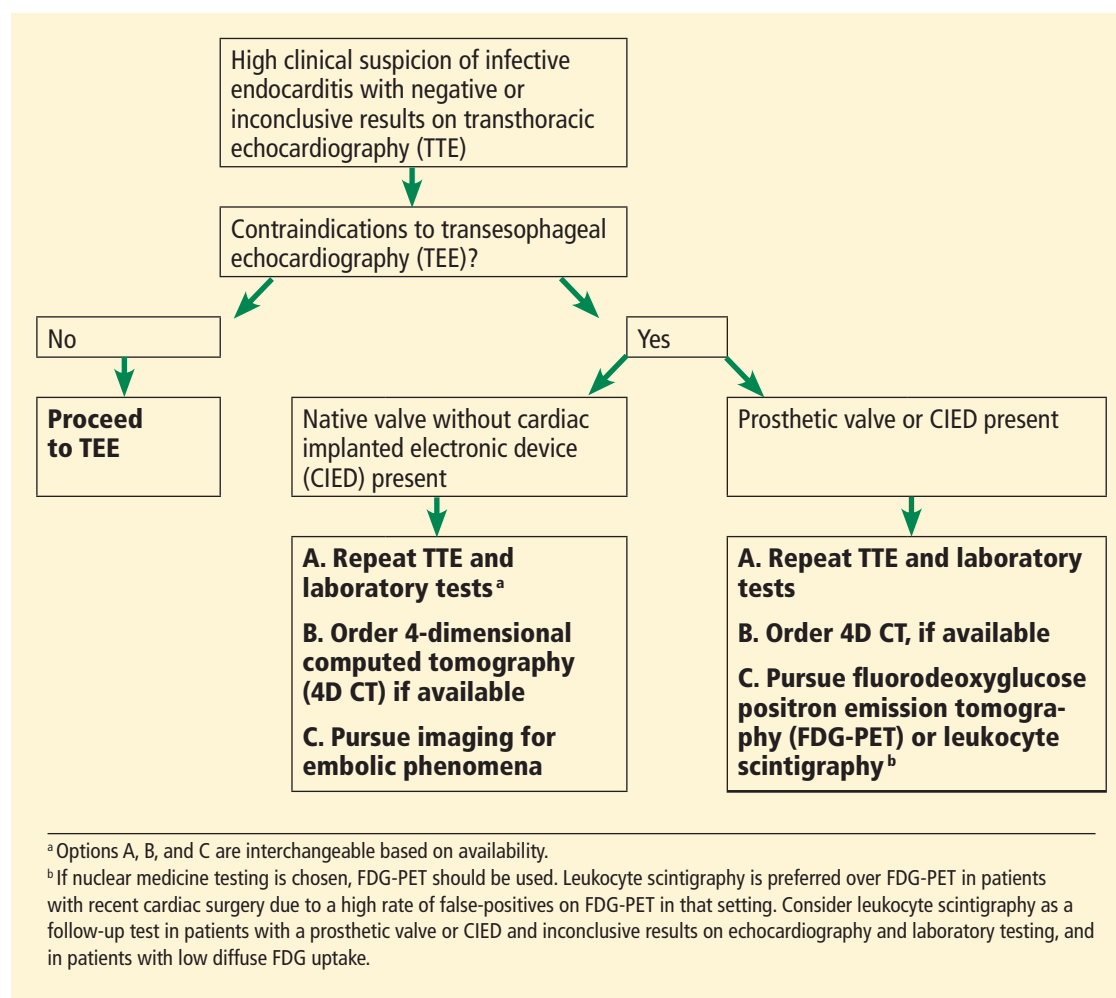 High clinical suspicion of infective
endocarditis with negative or
inconclusive results on transthoracic
echocardiography (TTE)
Contraindications to transesophageal
echocardiography (TEE)?
No
Yes
Proceed
to TEE
Native valve without cardiac
implanted electronic device
(CIED) present
Prosthetic valve or CIED present
A. Repeat TTE and
laboratory tests a
B. Order 4-dimensional
computed tomography
(4D CT) if available
C. Pursue imaging for
embolic phenomena
A. Repeat TTE and laboratory
tests
B. Order 4D CT, if available
C. Pursue fluorodeoxyglucose
positron emission tomogra-
phy (FDG-PET) or leukocyte
scintigraphy b
a Options A, B, and C are interchangeable based on availability.
b If nuclear medicine testing is chosen, FDG-PET should be used. Leukocyte scintigraphy is preferred over FDG-PET in patients
with recent cardiac surgery due to a high rate of false-positives on FDG-PET in that setting. Consider leukocyte scintigraphy as a
follow-up test in patients with a prosthetic valve or CIED and inconclusive results on echocardiography and laboratory testing, and
in patients with low diffuse FDG uptake.